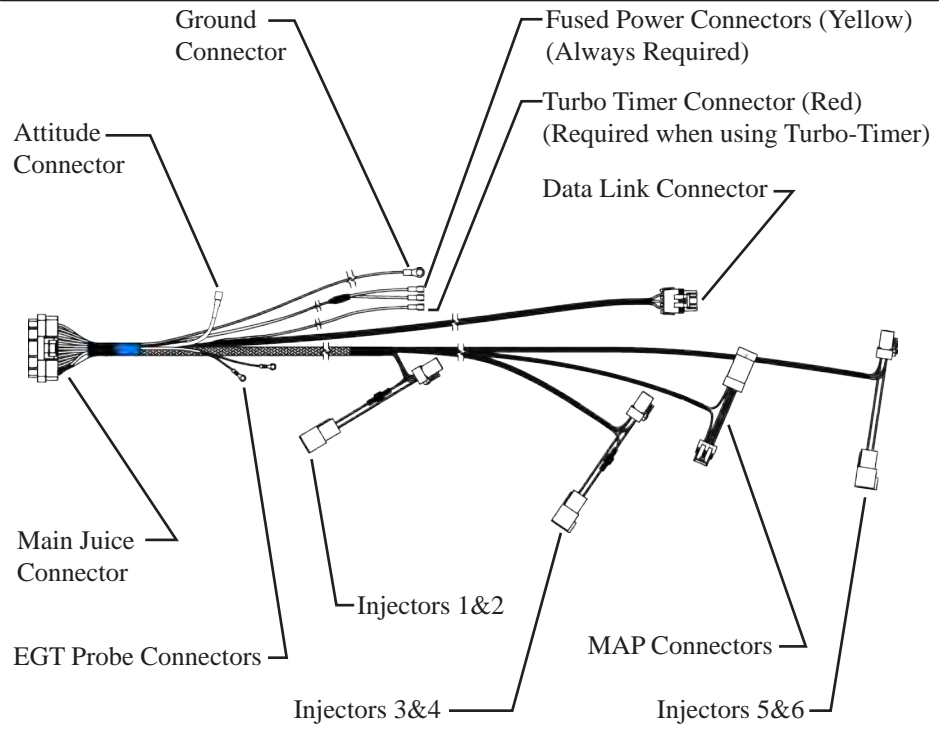 Ground
Connector
Fused Power Connectors (Yellow)
(Always Required)
Turbo Timer Connector (Red)
(Required when using Turbo-Timer)
Attitude
Connector
Data Link Connector
Main Juice
Connector
Injectors 1&2
EGT Probe Connectors
MAP Connectors
Injectors 3&4
Injectors 5&6